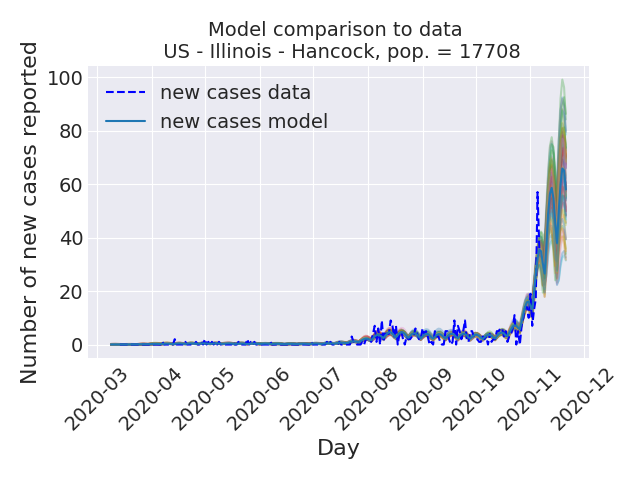 Model comparison to data
US - Illinois - Hancock, pop. = 17708
Number of new cases reported
100
80
60
40
20
0
new cases data
new cases model
2020-03
2020-04
2020-05
2020-06
2020-07
2020-08
2020-09
2020-10
2020-11
2020-12
Day